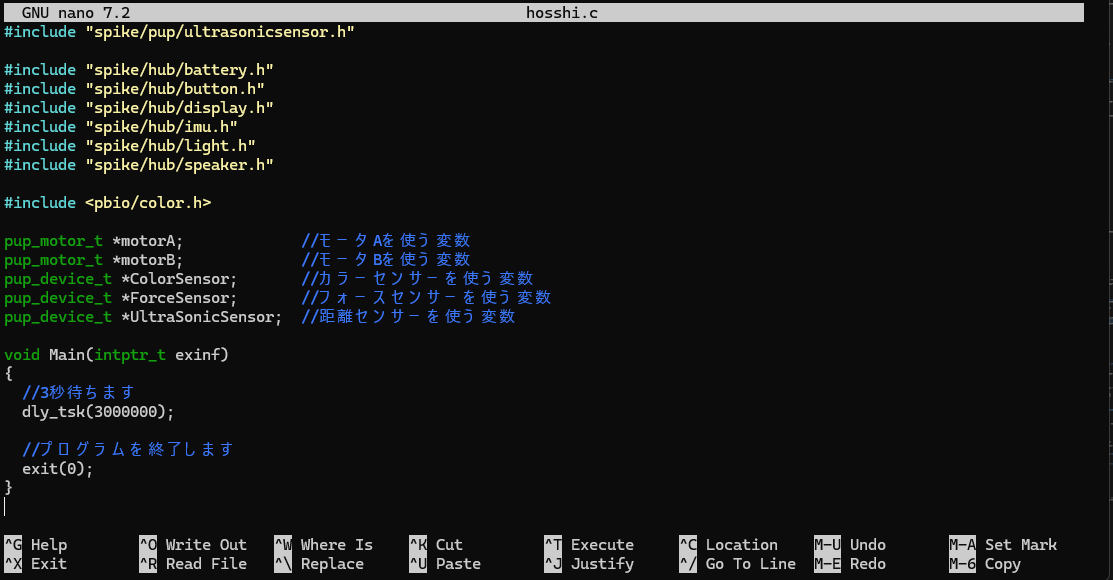 GNU nano 7.2 hosshi.c
#include "spike/pup/ultrasonicsensor.h"
#include "spike/hub/battery.h"
#include "spike/hub/button.h"
#include "spike/hub/display.h"
#include "spike/hub/imu.h"
#include "spike/hub/light.h"
#include "spike/hub/speaker.h"
#include <pbio/color.h>
pup_motor_t *motorA; //モータAを使う変数
pup_motor_t *motorB; //モータBを使う変数
pup_device_t *ColorSensor; //カラーセンサーを使う変数
pup_device_t *ForceSensor; //フォースセンサーを使う変数
pup_device_t *UltraSonicSensor; //距離センサーを使う変数
void Main(intptr_t exinf)
{
//3秒待ちます
dly_tsk(3000000);
//プログラムを終了します
exit(0);
}
^G Help ^O Write Out ^W Where Is ^K Cut ^T Execute ^C Location M-U Undo M-A Set Mark
^X Exit ^R Read File ^\ Replace ^U Paste ^J Justify ^/ Go To Line M-E Redo M-6 Copy